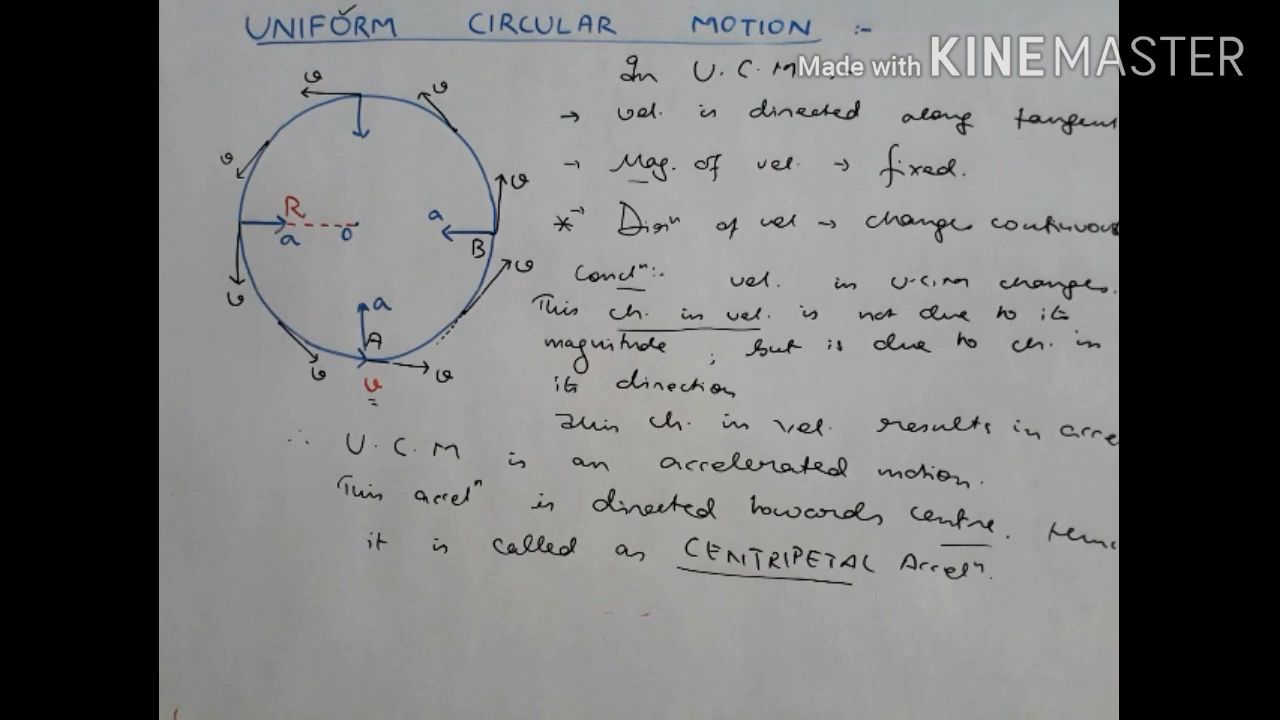 UNIFORM CIRCULAR MOTION :-
Made with KINEMASTER
In U.C.M
→ vel. is directed along tangent
→ Mag. of vel. → fixed.
*→ Dirⁿ of vel → changes continuous
Conclⁿ:- vel. in U.C.M changes.
This ch. in vel. is not due to its
magnitude ; but is due to ch. in
its direction
This ch. in vel. results in acce
∴ U.C.M is an accelerated motion.
This accelⁿ is directed towards centre. Henc
it is called as CENTRIPETAL Accelⁿ.
v
v
v
v
R
a
O
a
B
v
v
a
A
v
v
v